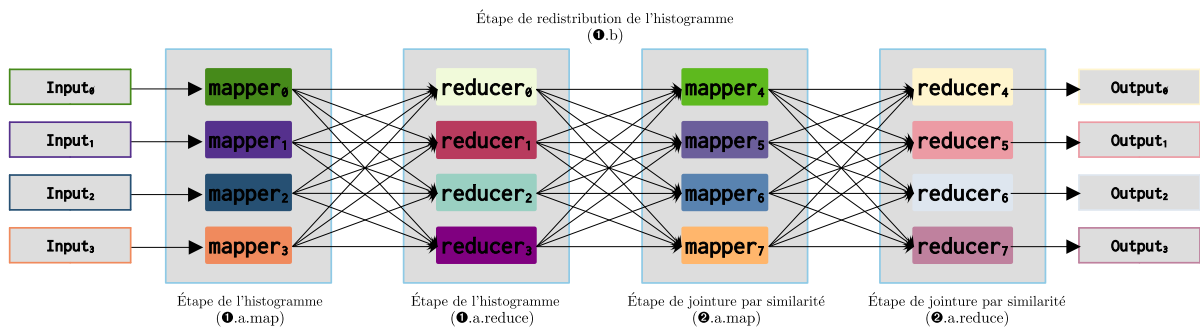 Étape de redistribution de l'histogramme
(❶.b)
Input₀ mapper₀ reducer₀ mapper₄ reducer₄ Output₀
Input₁ mapper₁ reducer₁ mapper₅ reducer₅ Output₁
Input₂ mapper₂ reducer₂ mapper₆ reducer₆ Output₂
Input₃ mapper₃ reducer₃ mapper₇ reducer₇ Output₃
Étape de l'histogramme Étape de l'histogramme Étape de jointure par similarité Étape de jointure par similarité
(❶.a.map) (❶.a.reduce) (❷.a.map) (❷.a.reduce)